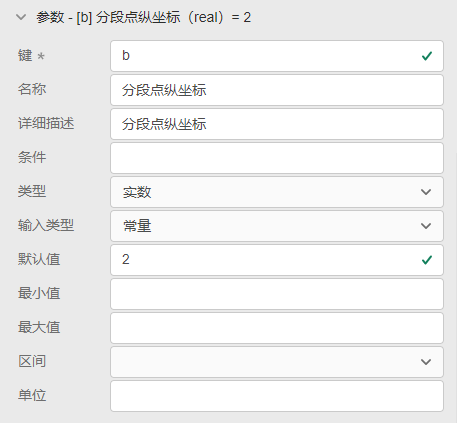 参数 - [b] 分段点纵坐标（real）= 2
键 * b
名称 分段点纵坐标
详细描述 分段点纵坐标
条件
类型 实数
输入类型 常量
默认值 2
最小值
最大值
区间
单位